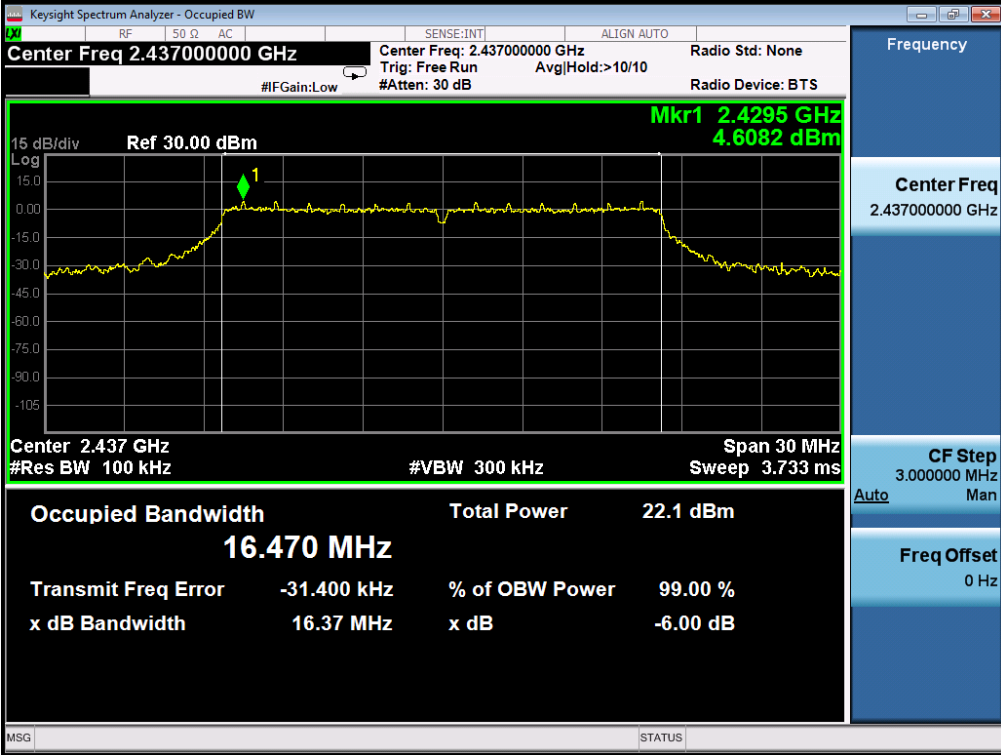 Keysight Spectrum Analyzer - Occupied BW
LXI RF 50 Ω AC SENSE:INT ALIGN AUTO
Center Freq 2.437000000 GHz
Center Freq: 2.437000000 GHz Radio Std: None
Trig: Free Run Avg|Hold:>10/10
#IFGain:Low #Atten: 30 dB Radio Device: BTS
Mkr1 2.4295 GHz
4.6082 dBm
15 dB/div Ref 30.00 dBm
Log
1
15.0
0.00
-15.0
-30.0
-45.0
-60.0
-75.0
-90.0
-105
Center 2.437 GHz Span 30 MHz
#Res BW 100 kHz #VBW 300 kHz Sweep 3.733 ms
Occupied Bandwidth Total Power 22.1 dBm
16.470 MHz
Transmit Freq Error -31.400 kHz % of OBW Power 99.00 %
x dB Bandwidth 16.37 MHz x dB -6.00 dB
Frequency
Center Freq
2.437000000 GHz
CF Step
3.000000 MHz
Auto Man
Freq Offset
0 Hz
MSG STATUS